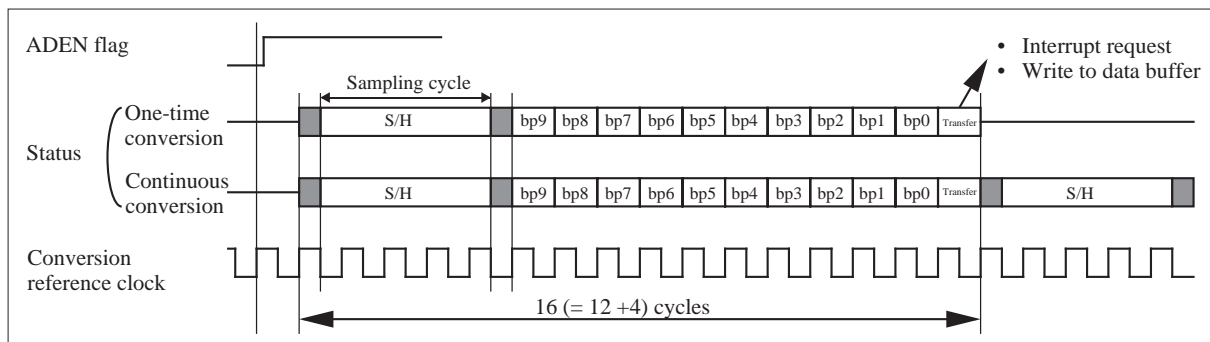 ADEN flag
• Interrupt request
• Write to data buffer
Sampling cycle
Status
One-time
conversion
S/H bp9 bp8 bp7 bp6 bp5 bp4 bp3 bp2 bp1 bp0 Transfer
Continuous
conversion
S/H bp9 bp8 bp7 bp6 bp5 bp4 bp3 bp2 bp1 bp0 Transfer S/H
Conversion
reference clock
16 (= 12 +4) cycles